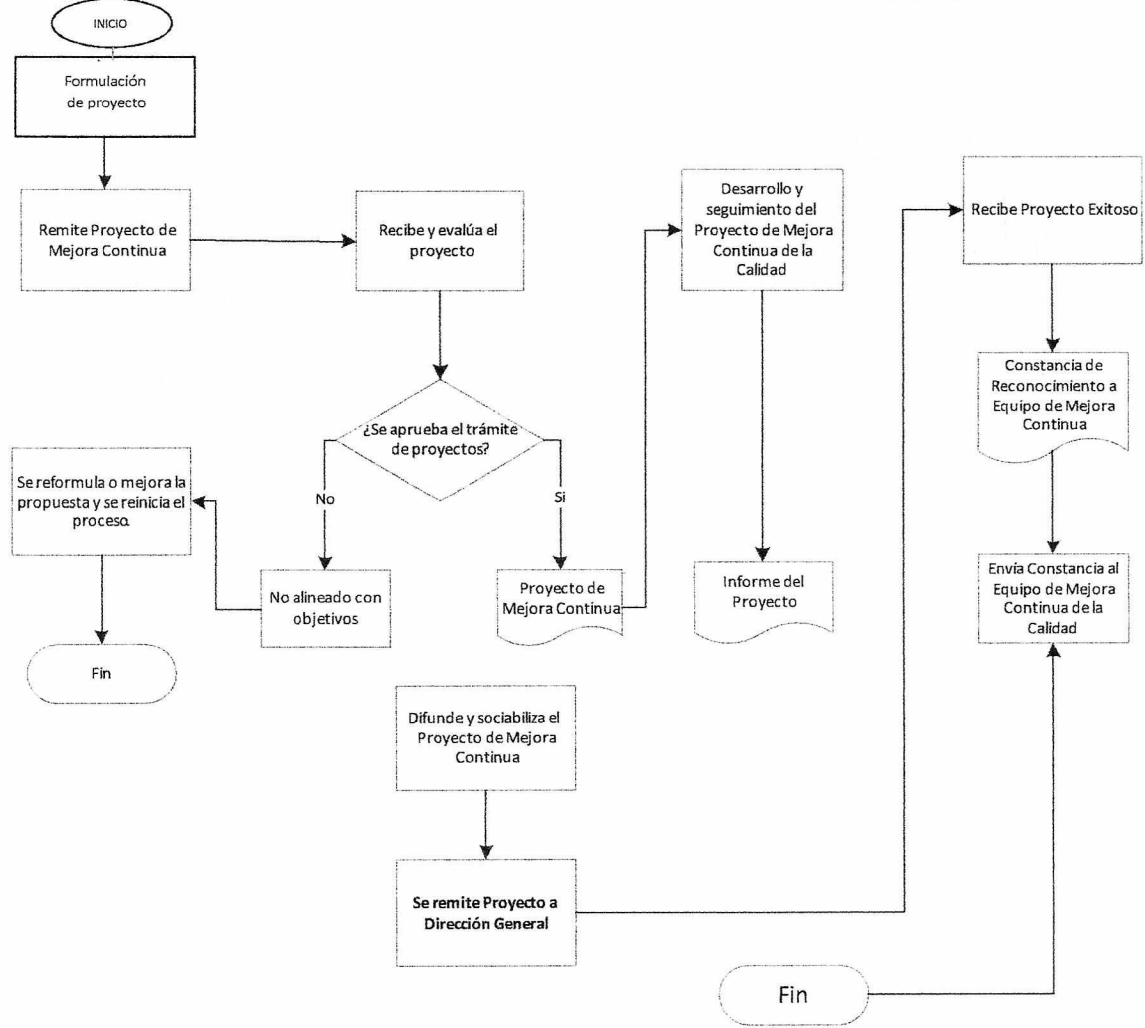 INICIO
Formulación
de proyecto
Remite Proyecto de
Mejora Continua
Recibe y evalúa el
proyecto
¿Se aprueba el trámite
de proyectos?
No
Si
No alineado con
objetivos
Se reformula o mejora la
propuesta y se reinicia el
proceso.
Fin
Proyecto de
Mejora Continua
Desarrollo y
seguimiento del
Proyecto de Mejora
Continua de la
Calidad
Informe del
Proyecto
Difunde y sociabiliza el
Proyecto de Mejora
Continua
Se remite Proyecto a
Dirección General
Recibe Proyecto Exitoso
Constancia de
Reconocimiento a
Equipo de Mejora
Continua
Envía Constancia al
Equipo de Mejora
Continua de la
Calidad
Fin